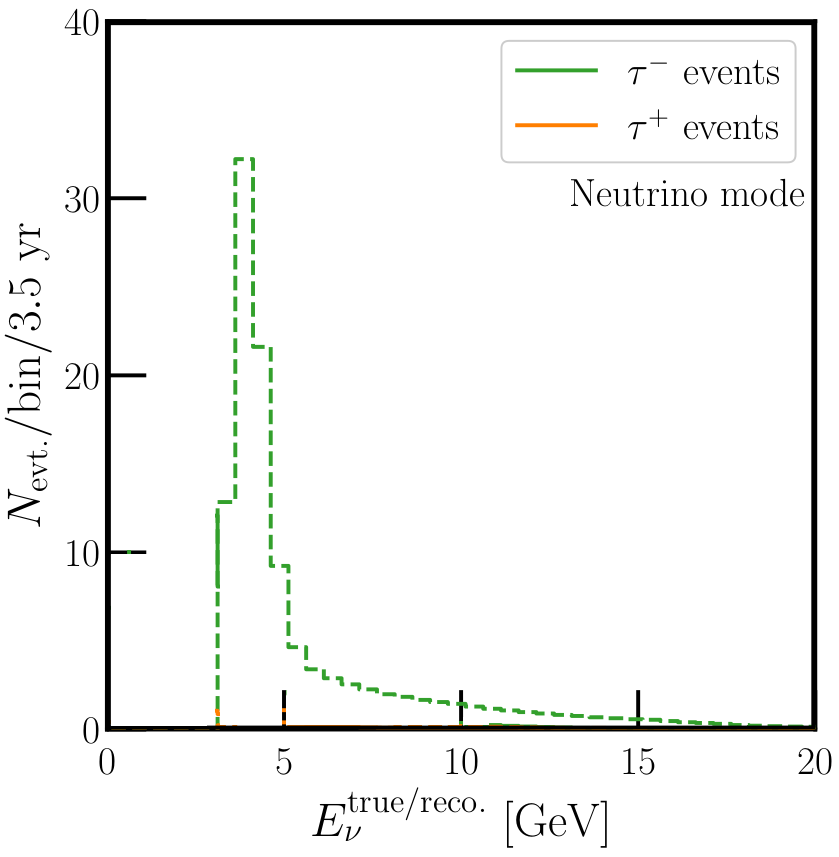 40
30
20
10
0
0 5 10 15 20
N_evt./bin/3.5 yr
E_ν^true/reco. [GeV]
τ⁻ events
τ⁺ events
Neutrino mode